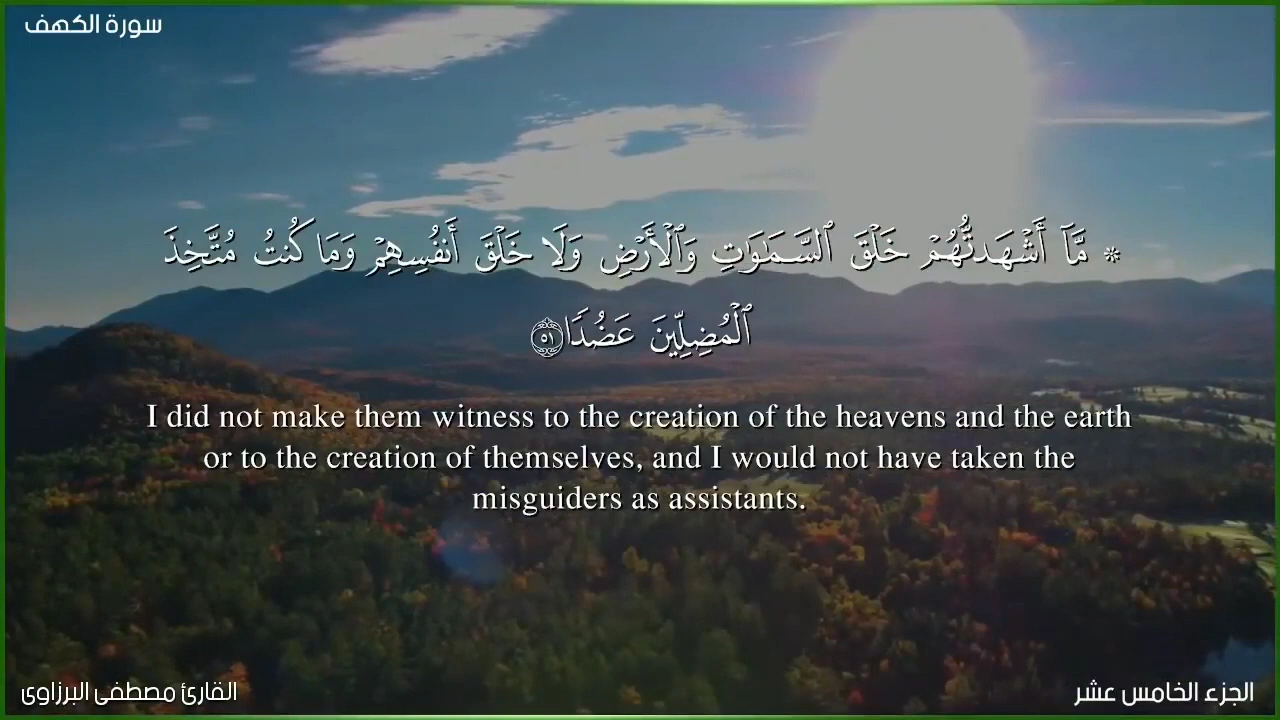 سورة الكهف
۞ مَّآ أَشْهَدتُّهُمْ خَلْقَ ٱلسَّمَـٰوَٰتِ وَٱلْأَرْضِ وَلَا خَلْقَ أَنفُسِهِمْ وَمَا كُنتُ مُتَّخِذَ
ٱلْمُضِلِّينَ عَضُدًا ٥١
I did not make them witness to the creation of the heavens and the earth
or to the creation of themselves, and I would not have taken the
misguiders as assistants.
الجزء الخامس عشر
القارئ مصطفى البرزاوى